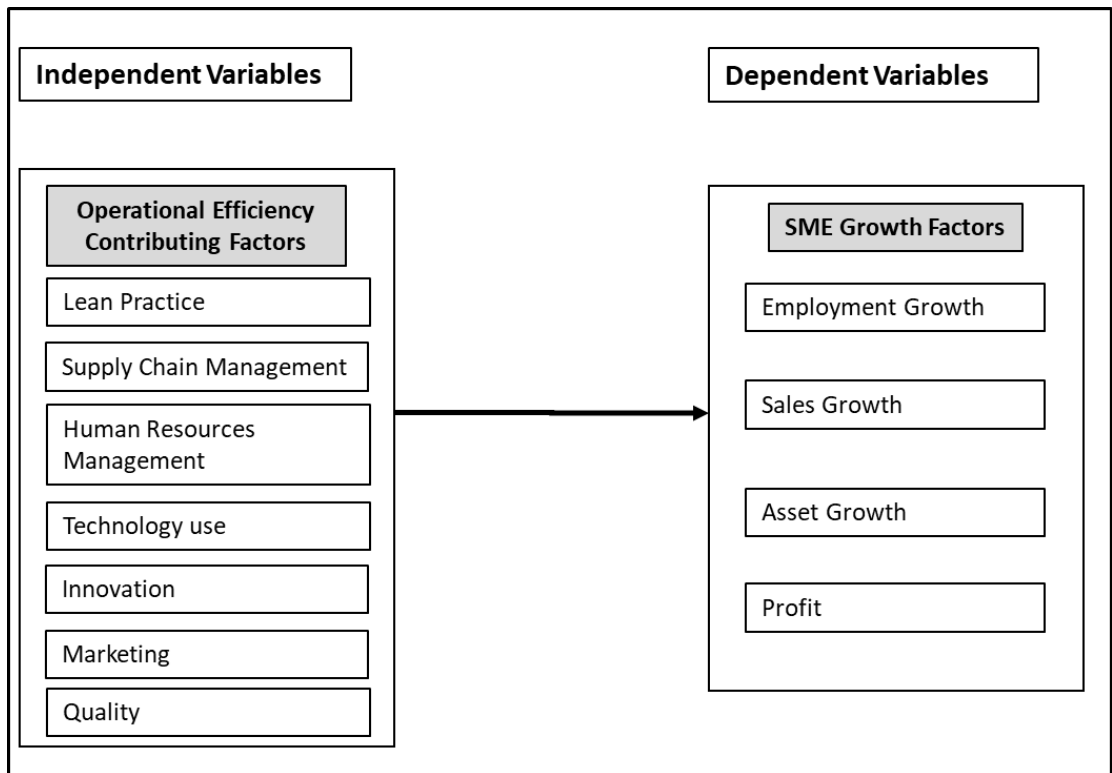 Independent Variables
Dependent Variables
Operational Efficiency
Contributing Factors
Lean Practice
Supply Chain Management
Human Resources
Management
Technology use
Innovation
Marketing
Quality
SME Growth Factors
Employment Growth
Sales Growth
Asset Growth
Profit